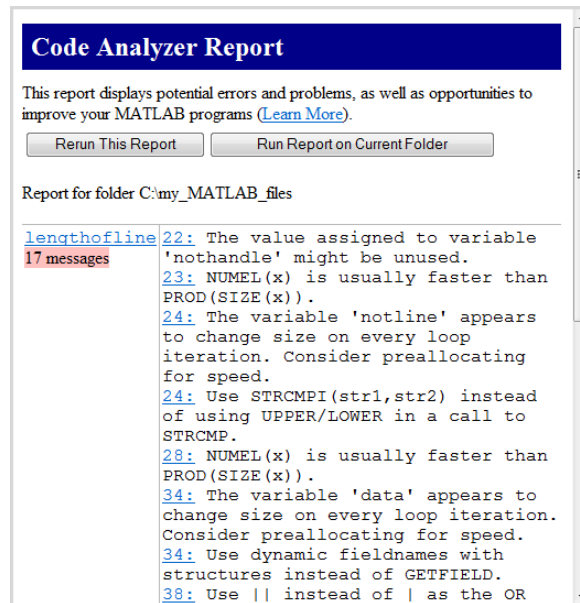 Code Analyzer Report
This report displays potential errors and problems, as well as opportunities to
improve your MATLAB programs (Learn More).
Rerun This Report Run Report on Current Folder
Report for folder C:\my_MATLAB_files
lengthofline 22: The value assigned to variable
17 messages 'nothandle' might be unused.
23: NUMEL(x) is usually faster than
PROD(SIZE(x)).
24: The variable 'notline' appears
to change size on every loop
iteration. Consider preallocating
for speed.
24: Use STRCMPI(str1,str2) instead
of using UPPER/LOWER in a call to
STRCMP.
28: NUMEL(x) is usually faster than
PROD(SIZE(x)).
34: The variable 'data' appears to
change size on every loop iteration.
Consider preallocating for speed.
34: Use dynamic fieldnames with
structures instead of GETFIELD.
38: Use || instead of | as the OR